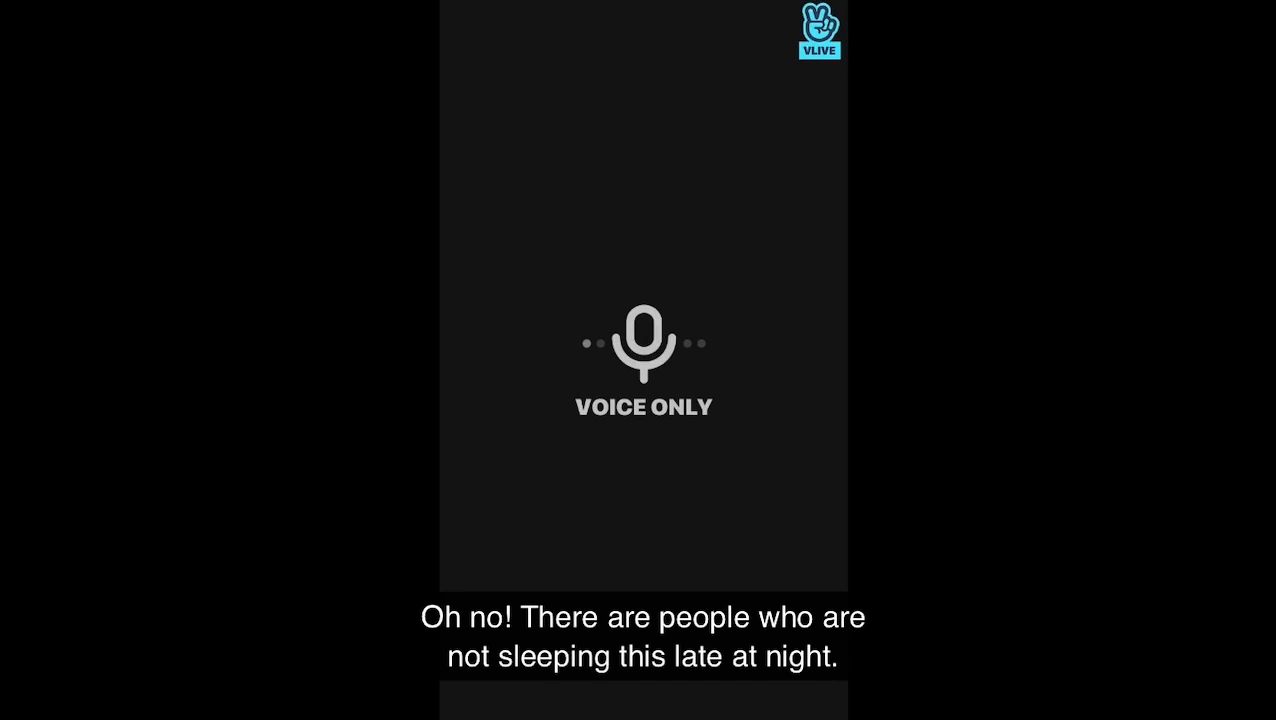 VLIVE
VOICE ONLY
Oh no! There are people who are
not sleeping this late at night.